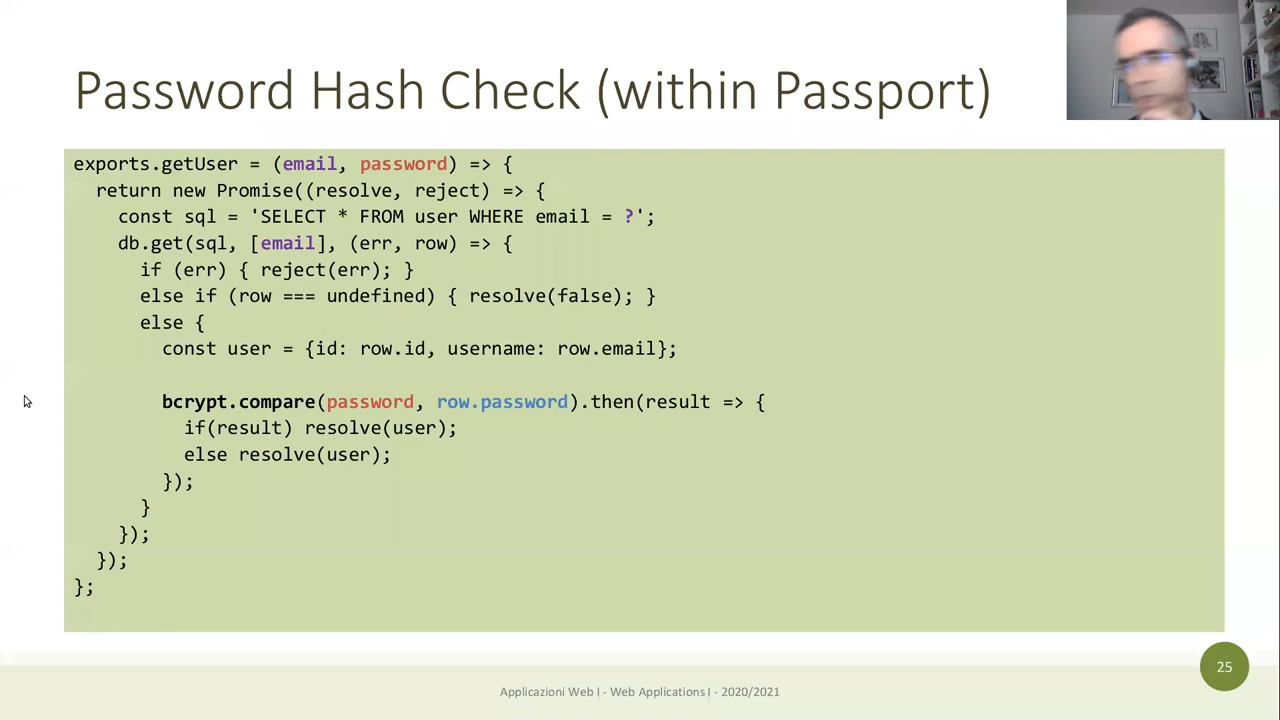 Password Hash Check (within Passport)
exports.getUser = (email, password) => {
  return new Promise((resolve, reject) => {
    const sql = 'SELECT * FROM user WHERE email = ?';
    db.get(sql, [email], (err, row) => {
      if (err) { reject(err); }
      else if (row === undefined) { resolve(false); }
      else {
        const user = {id: row.id, username: row.email};
        bcrypt.compare(password, row.password).then(result => {
          if(result) resolve(user);
          else resolve(user);
        });
      }
    });
  });
};
25
Applicazioni Web I - Web Applications I - 2020/2021